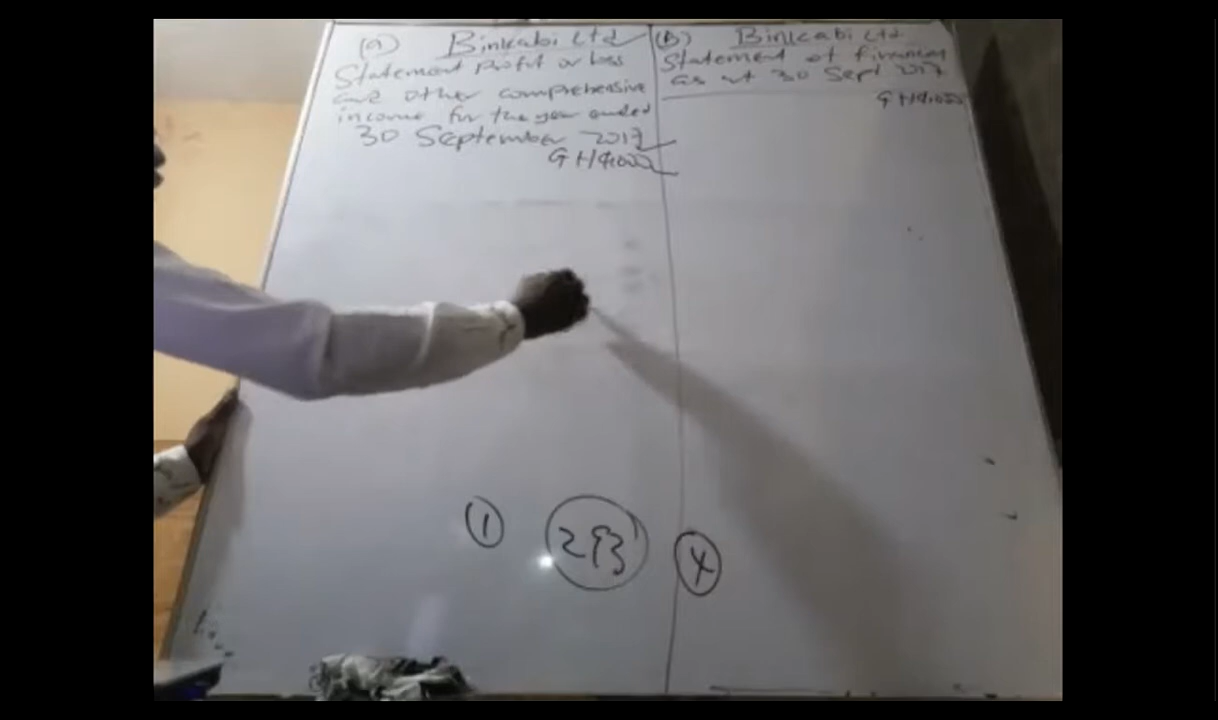 (a) Binkabi Ltd
Statement profit or loss
and other comprehensive
income for the year ended
30 September 2017
GH¢000
(b) Binkabi Ltd
Statement of financial
as at 30 Sept 2017
GH¢000
1
2 5 3
4